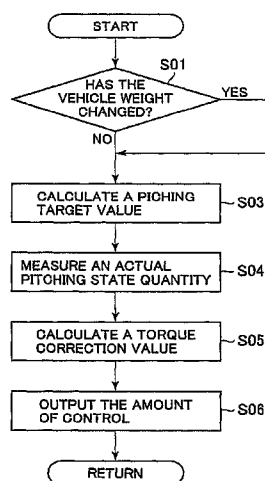 START
S01
HAS THE
VEHICLE WEIGHT
CHANGED?
YES
NO
CALCULATE A PICHING
TARGET VALUE
S03
MEASURE AN ACTUAL
PITCHING STATE QUANTITY
S04
CALCULATE A TORQUE
CORRECTION VALUE
S05
OUTPUT THE AMOUNT
OF CONTROL
S06
RETURN